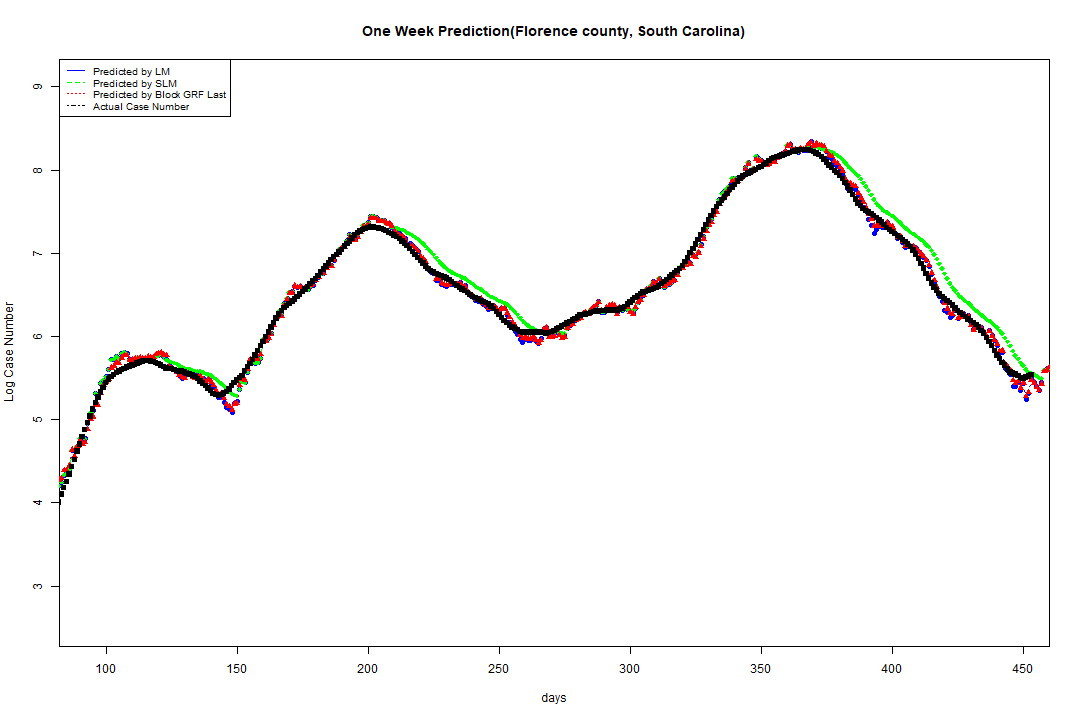 One Week Prediction(Florence county, South Carolina)
Predicted by LM
Predicted by SLM
Predicted by Block GRF Last
Actual Case Number
9
8
7
6
5
4
3
Log Case Number
100 150 200 250 300 350 400 450
days